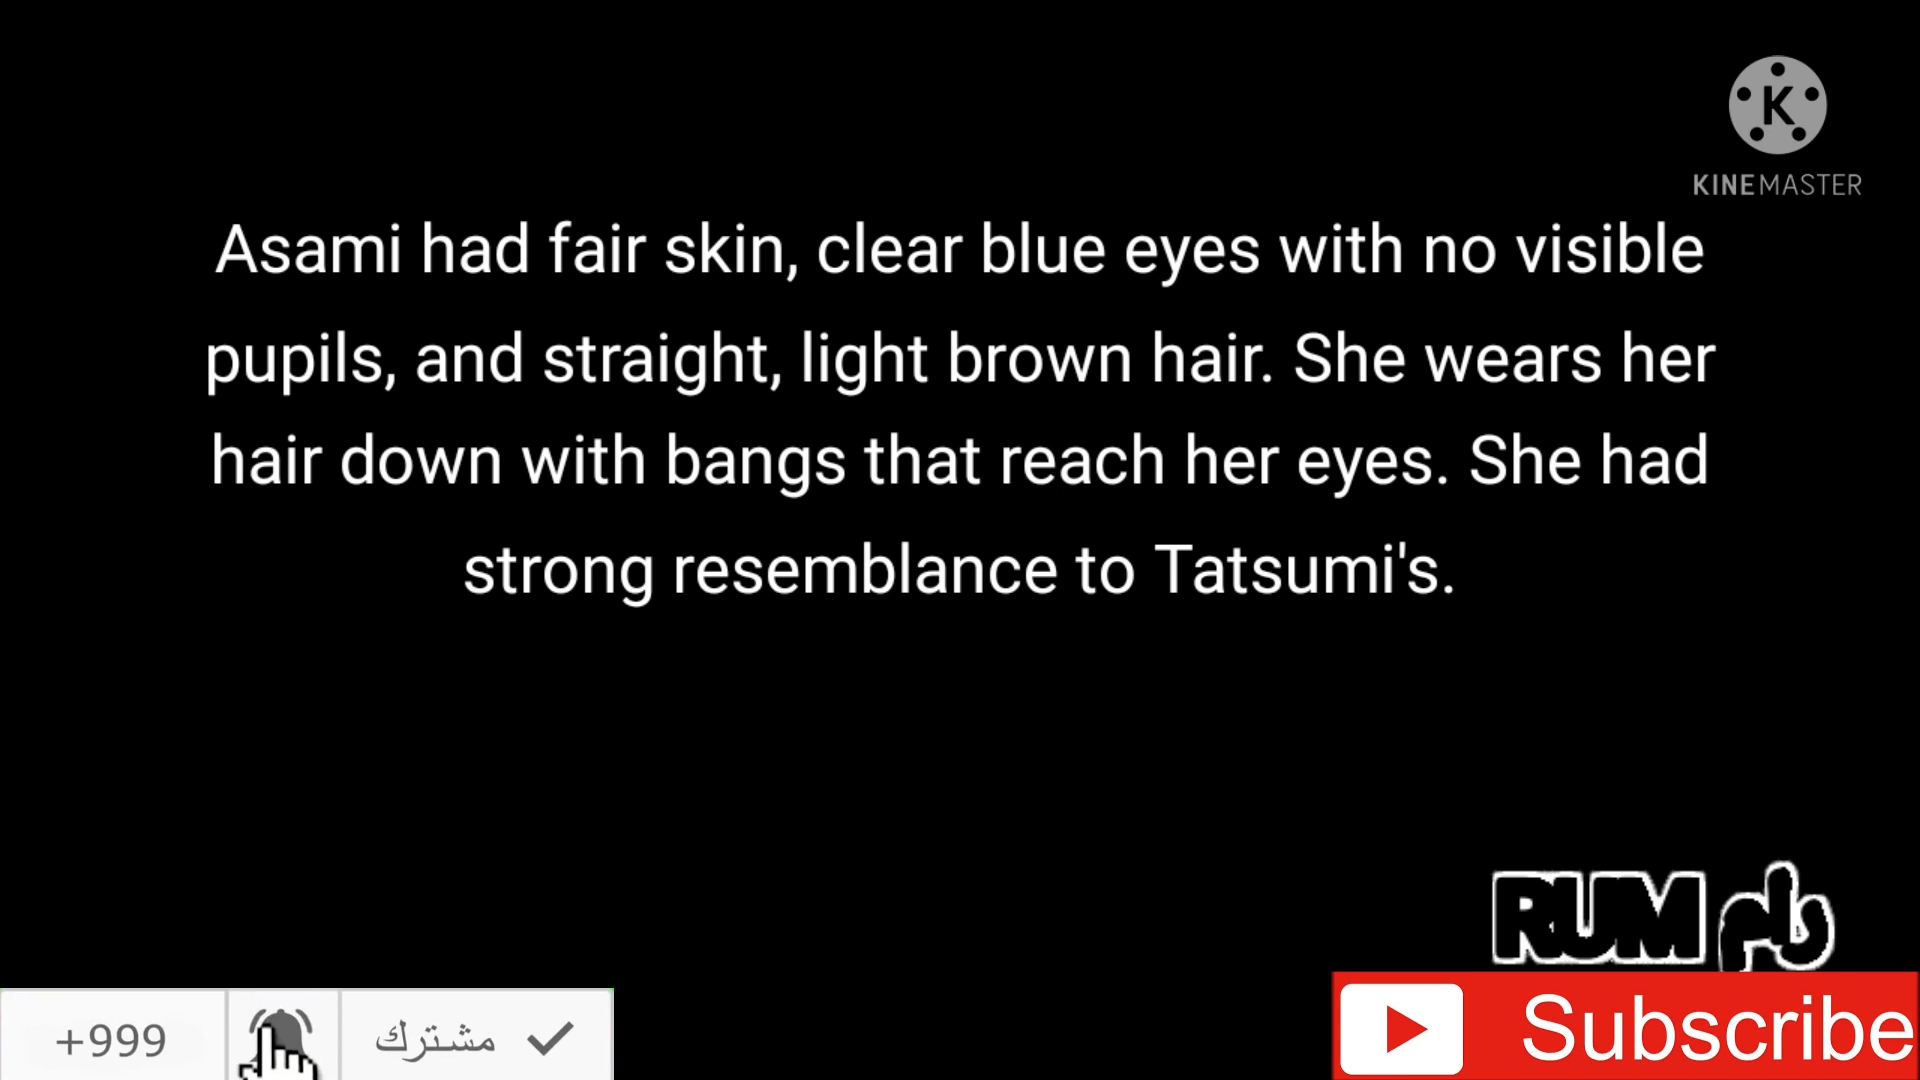 K
KINEMASTER
Asami had fair skin, clear blue eyes with no visible
pupils, and straight, light brown hair. She wears her
hair down with bangs that reach her eyes. She had
strong resemblance to Tatsumi's.
RUM رام
+999
مشترك
Subscribe